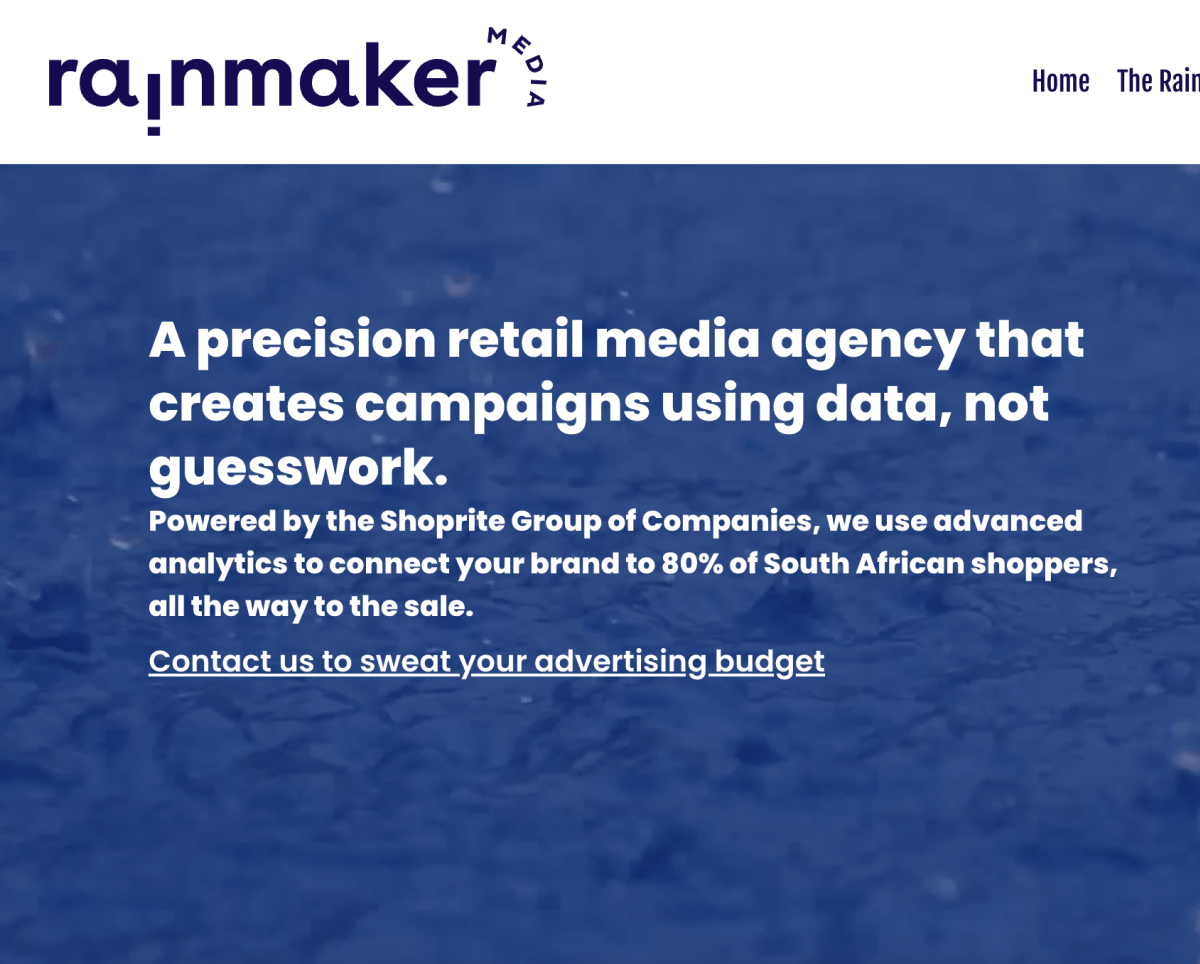 rainmaker MEDIA
Home The Rain
A precision retail media agency that
creates campaigns using data, not
guesswork.
Powered by the Shoprite Group of Companies, we use advanced
analytics to connect your brand to 80% of South African shoppers,
all the way to the sale.
Contact us to sweat your advertising budget